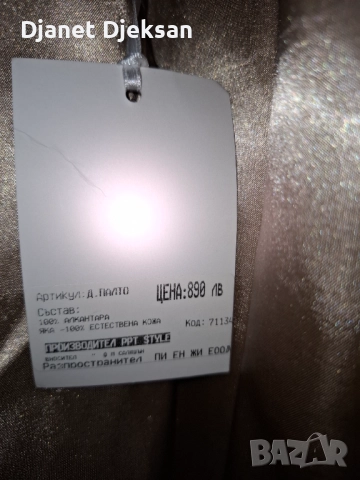 Djanet Djeksan
Артикул:Д.ПАЛТО ЦЕНА:890 ЛВ
Състав:
100% АЛКАНТАРА
ЯКА -100% ЕСТЕСТВЕНА КОЖА Код: 71134
ПРОИЗВОДИТЕЛ PPT STYLE
Разпространител ПИ ЕН ЖИ ЕООД
BAZAR